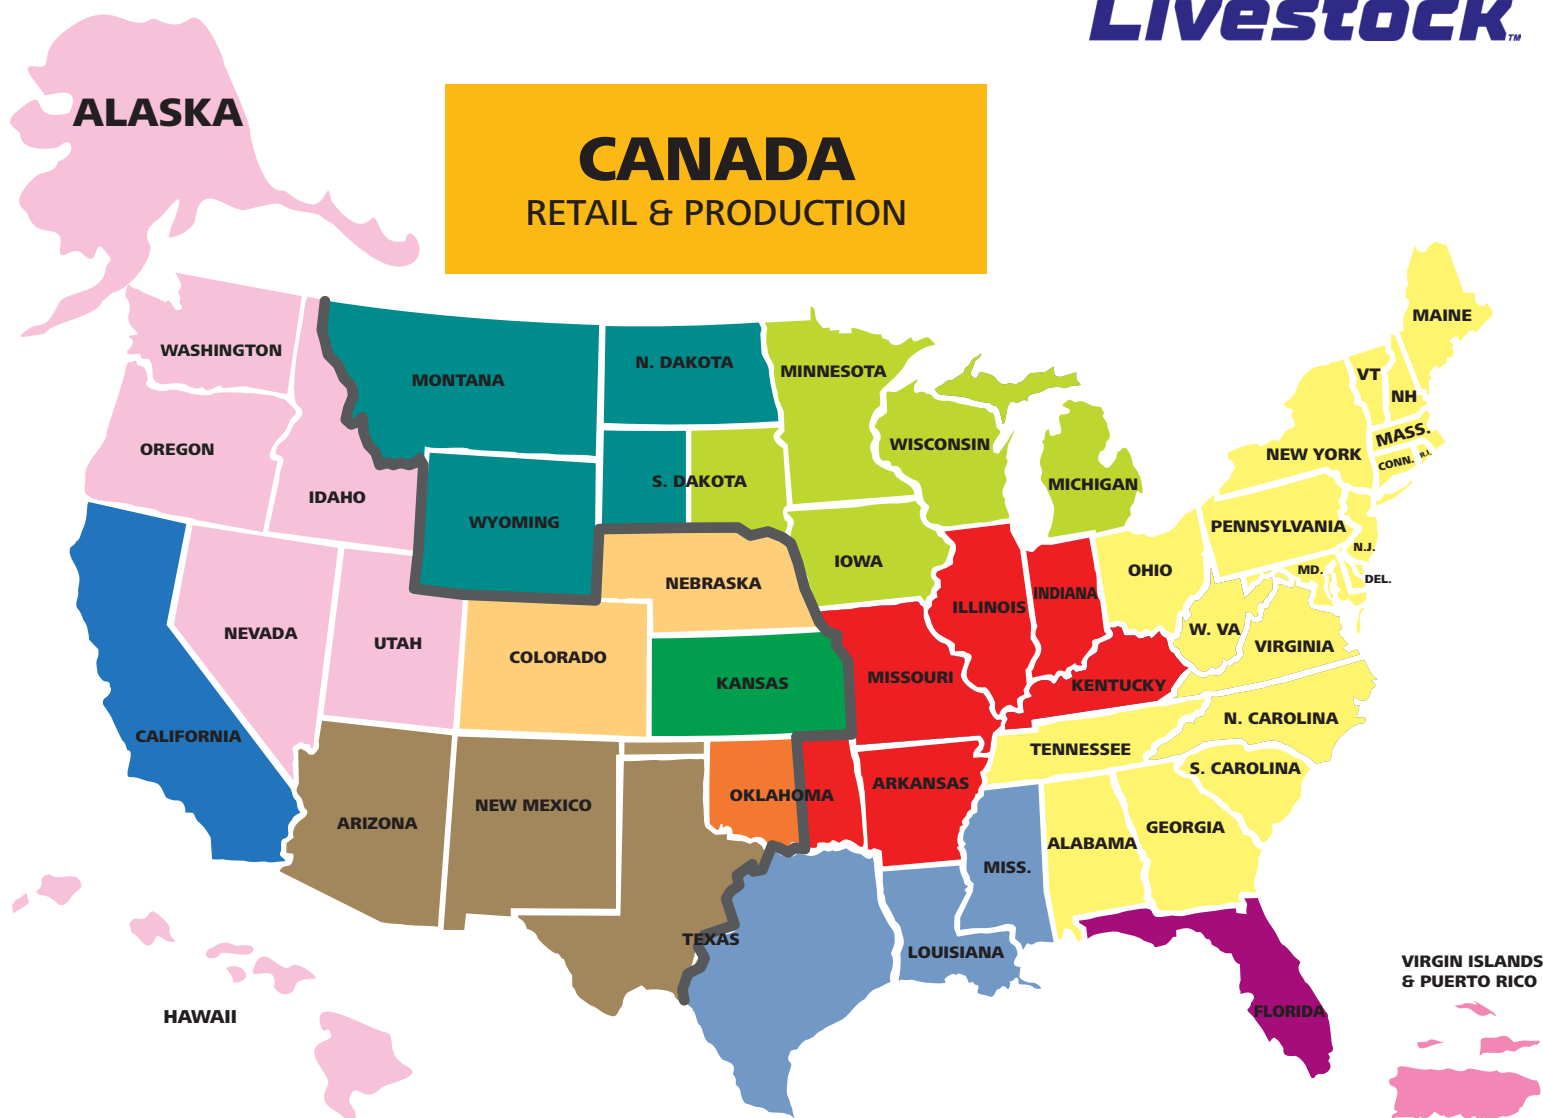 Livestock™
ALASKA
CANADA
RETAIL & PRODUCTION
MAINE
WASHINGTON
MONTANA
N. DAKOTA
MINNESOTA
VT
NH
OREGON
IDAHO
WYOMING
S. DAKOTA
WISCONSIN
MICHIGAN
NEW YORK
MASS.
CONN.
R.I.
PENNSYLVANIA
N.J.
IOWA
NEBRASKA
ILLINOIS
INDIANA
OHIO
MD.
DEL.
NEVADA
UTAH
COLORADO
KANSAS
MISSOURI
KENTUCKY
W. VA
VIRGINIA
CALIFORNIA
N. CAROLINA
TENNESSEE
S. CAROLINA
ARIZONA
NEW MEXICO
OKLAHOMA
ARKANSAS
MISS.
ALABAMA
GEORGIA
TEXAS
LOUISIANA
FLORIDA
HAWAII
VIRGIN ISLANDS
& PUERTO RICO